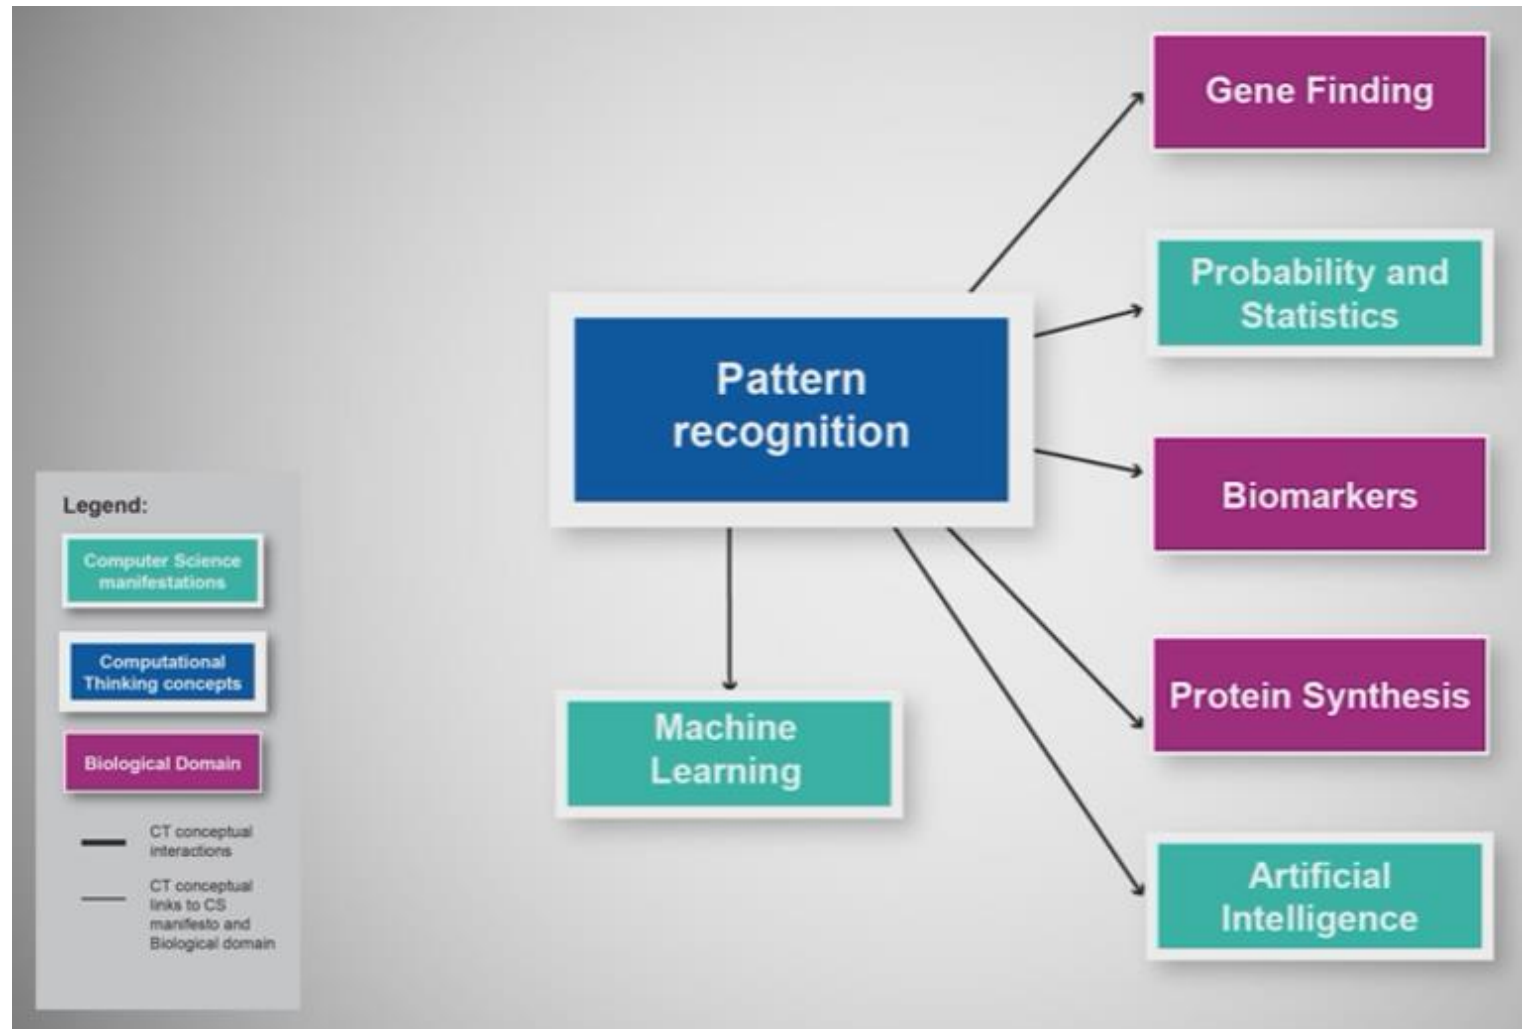 Gene Finding
Probability and
Statistics
Pattern
recognition
Biomarkers
Protein Synthesis
Machine
Learning
Artificial
Intelligence
Legend:
Computer Science
manifestations
Computational
Thinking concepts
Biological Domain
CT conceptual
interactions
CT conceptual
links to CS
manifesto and
Biological domain